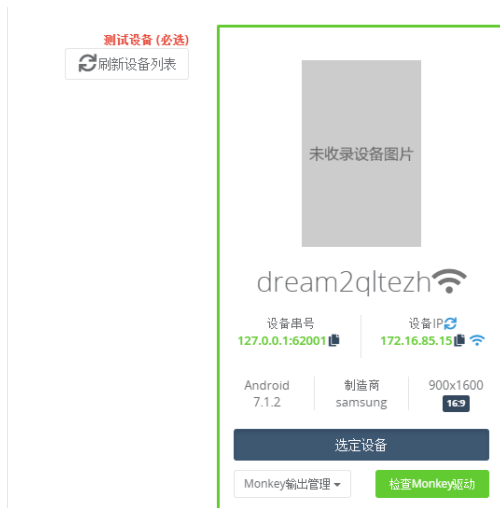 测试设备 (必选)
刷新设备列表
未收录设备图片
dream2qltezh
设备串号
设备IP
127.0.0.1:62001
172.16.85.15
Android
制造商
900x1600
7.1.2
samsung
16:9
选定设备
Monkey输出管理
检查Monkey驱动